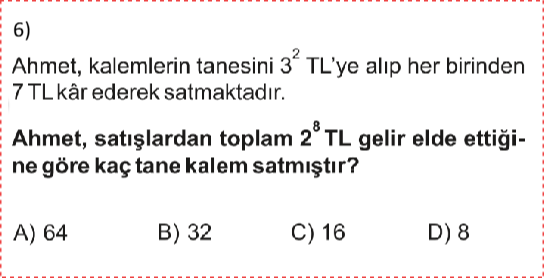 6)
Ahmet, kalemlerin tanesini 3² TL'ye alıp her birinden
7 TL kâr ederek satmaktadır.
Ahmet, satışlardan toplam 2⁸ TL gelir elde ettiği-
ne göre kaç tane kalem satmıştır?
A) 64 B) 32 C) 16 D) 8